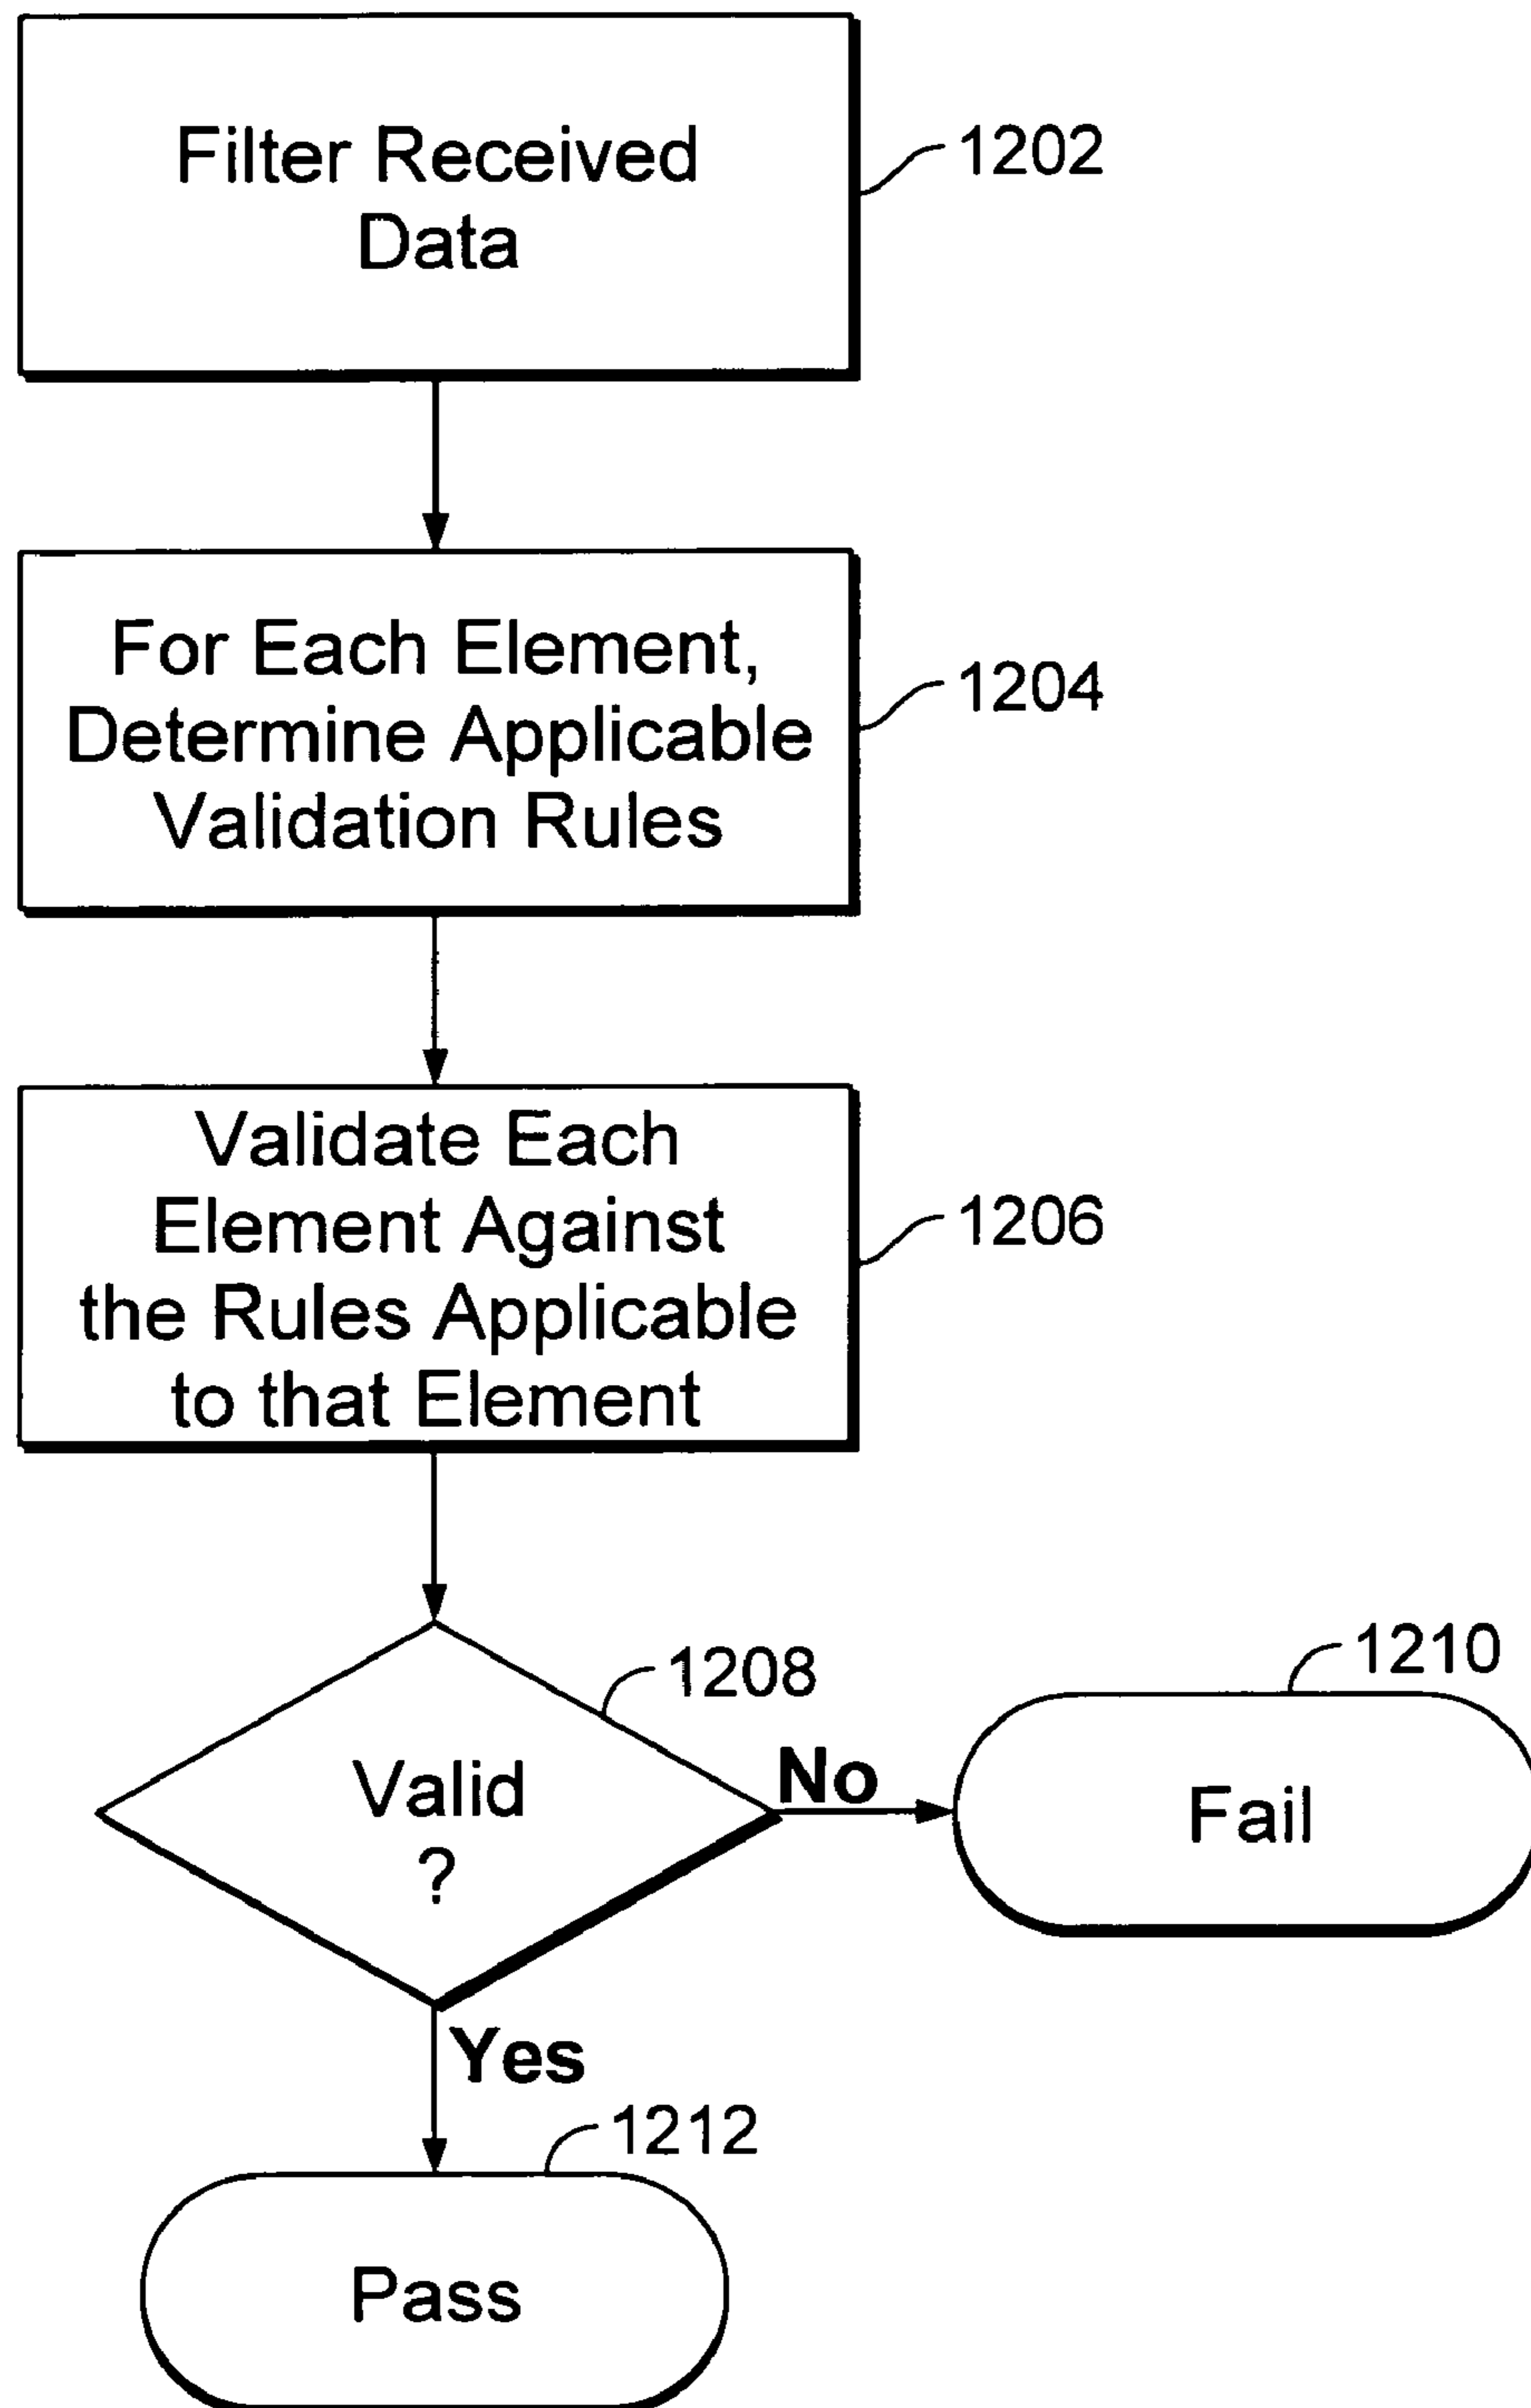 Filter Received
Data
1202
For Each Element,
Determine Applicable
Validation Rules
1204
Validate Each
Element Against
the Rules Applicable
to that Element
1206
1208
Valid
?
No
1210
Fail
Yes
1212
Pass